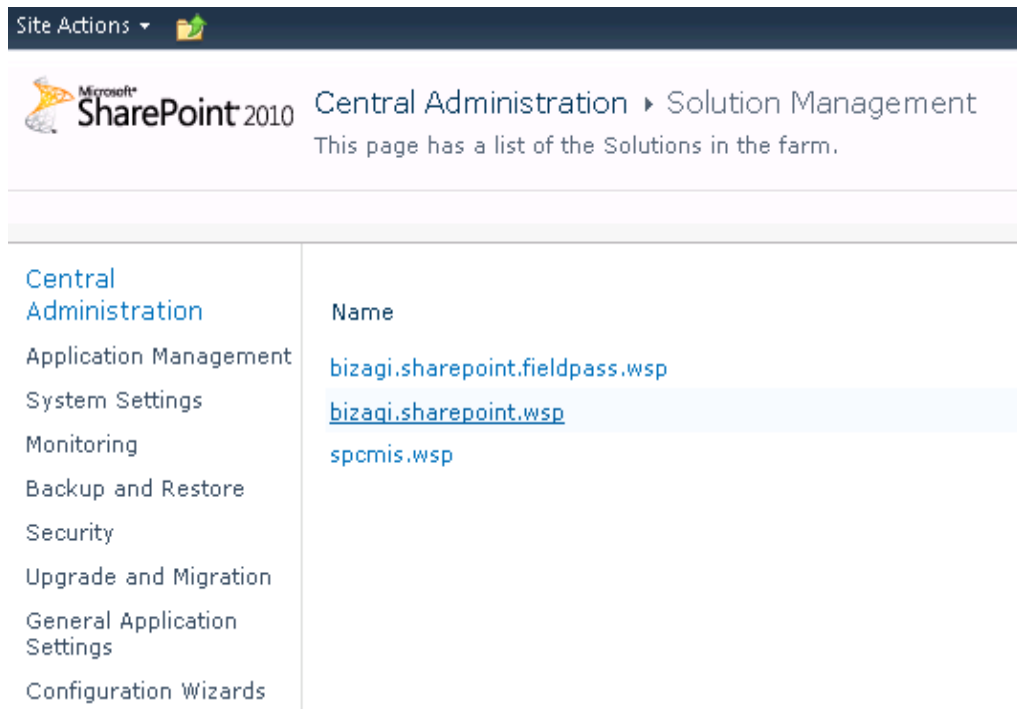 Site Actions
Microsoft®
SharePoint 2010
Central Administration ▸ Solution Management
This page has a list of the Solutions in the farm.
Central
Administration
Application Management
System Settings
Monitoring
Backup and Restore
Security
Upgrade and Migration
General Application
Settings
Configuration Wizards
Name
bizagi.sharepoint.fieldpass.wsp
bizagi.sharepoint.wsp
spcmis.wsp